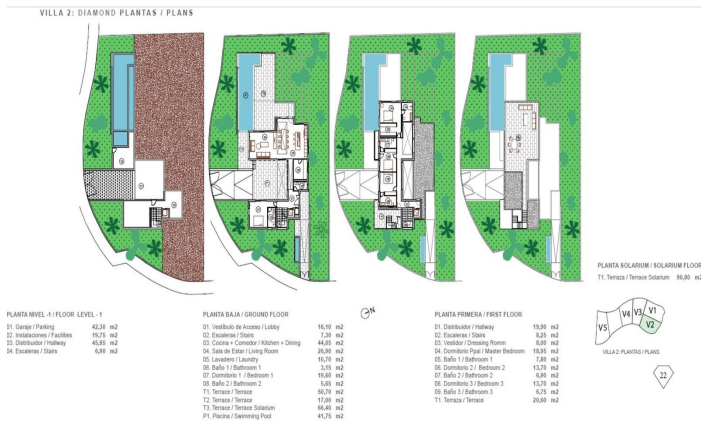 VILLA 2: DIAMOND PLANTAS / PLANS
PLANTA SOLARIUM / SOLARIUM FLOOR
T1. Terraza / Terrace Solarium 90,80 m2
PLANTA NIVEL -1 / FLOOR LEVEL - 1
01. Garaje / Parking 42,30 m2
02. Instalaciones / Facilities 19,75 m2
03. Distribuidor / Hallway 45,85 m2
04. Escaleras / Stairs 6,90 m2
PLANTA BAJA / GROUND FLOOR
01. Vestibulo de Acceso / Lobby 16,10 m2
02. Escaleras / Stairs 7,30 m2
03. Cocina + Comedor / Kitchen + Dining 44,05 m2
04. Sala de Estar / Living Room 26,90 m2
05. Lavadero / Laundry 10,70 m2
06. Baño 1 / Bathroom 1 3,15 m2
07. Dormitorio 1 / Bedroom 1 19,60 m2
08. Baño 2 / Bathroom 2 5,65 m2
T1. Terrace / Terrace 50,70 m2
T2. Terrace / Terrace 17,00 m2
T3. Terrace / Terrace Solarium 66,40 m2
P1. Piscina / Swimming Pool 41,75 m2
N
PLANTA PRIMERA / FIRST FLOOR
01. Distribuidor / Hallway 19,90 m2
02. Escaleras / Stairs 8,25 m2
03. Vestidor / Dressing Romm 8,00 m2
04. Dormitorio Ppal / Master Bedroom 18,85 m2
05. Baño 1 / Bathroom 1 7,80 m2
06. Dormitorio 2 / Bedroom 2 13,70 m2
07. Baño 2 / Bathroom 2 6,90 m2
06. Dormitorio 3 / Bedroom 3 13,70 m2
09. Baño 3 / Bathroom 3 6,75 m2
T1. Terraza / Terrace 20,60 m2
V5 V4 V3 V1
V2
VILLA 2: PLANTAS / PLANS
22